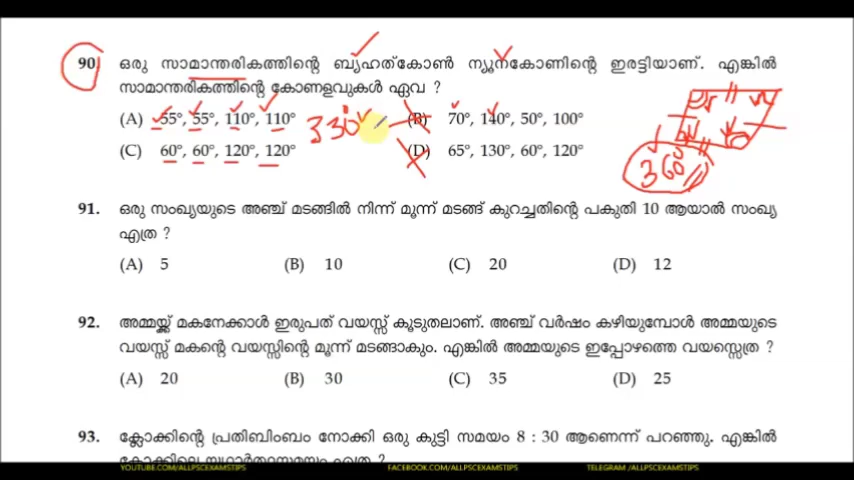 90. ഒരു സാമാന്തരികത്തിന്റെ ബൃഹത്കോൺ ന്യൂനകോണിന്റെ ഇരട്ടിയാണ്. എങ്കിൽ
സാമാന്തരികത്തിന്റെ കോണളവുകൾ ഏവ ?
(A) 55°, 55°, 110°, 110° 330 (B) 70°, 140°, 50°, 100°
(C) 60°, 60°, 120°, 120° (D) 65°, 130°, 60°, 120°
360
91. ഒരു സംഖ്യയുടെ അഞ്ച് മടങ്ങിൽ നിന്ന് മൂന്ന് മടങ്ങ് കുറച്ചതിന്റെ പകുതി 10 ആയാൽ സംഖ്യ
എത്ര ?
(A) 5 (B) 10 (C) 20 (D) 12
92. അമ്മയ്ക്ക് മകനേക്കാൾ ഇരുപത് വയസ്സ് കൂടുതലാണ്. അഞ്ച് വർഷം കഴിയുമ്പോൾ അമ്മയുടെ
വയസ്സ് മകന്റെ വയസ്സിന്റെ മൂന്ന് മടങ്ങാകും. എങ്കിൽ അമ്മയുടെ ഇപ്പോഴത്തെ വയസ്സെത്ര ?
(A) 20 (B) 30 (C) 35 (D) 25
93. ക്ലോക്കിന്റെ പ്രതിബിംബം നോക്കി ഒരു കുട്ടി സമയം 8 : 30 ആണെന്ന് പറഞ്ഞു. എങ്കിൽ
ക്ലോക്കിലെ യഥാർത്ഥസമയം എത്ര ?
YOUTUBE.COM/ALLPSCEXAMSTIPS FACEBOOK.COM/ALLPSCEXAMSTIPS TELEGRAM /ALLPSCEXAMSTIPS